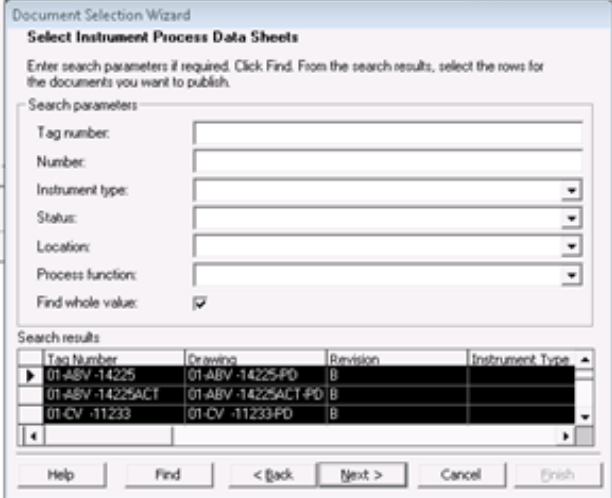 Document Selection Wizard
Select Instrument Process Data Sheets
Enter search parameters if required. Click Find. From the search results, select the rows for
the documents you want to publish.
Search parameters
Tag number:
Number:
Instrument type:
Status:
Location:
Process function:
Find whole value:
Search results
Tag Number Drawing Revision Instrument Type
01-ABV -14225 01-ABV -14225-PD B
01-ABV -14225ACT 01-ABV -14225ACT-PD B
01-CV -11233 01-CV -11233-PD B
Help Find < Back Next > Cancel Finish